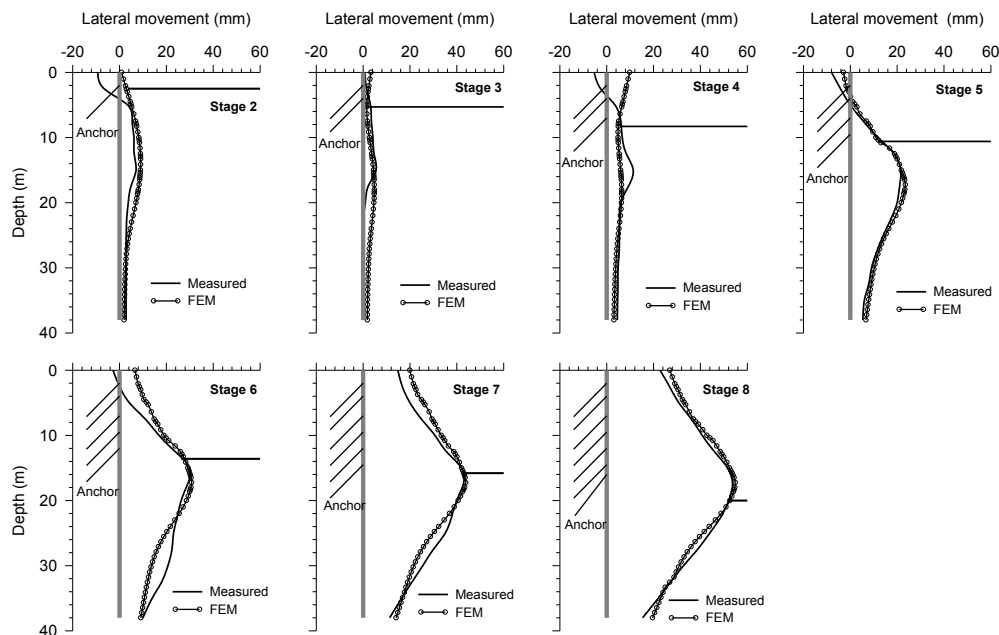 Lateral movement (mm)
-20 0 20 40 60
Lateral movement (mm)
-20 0 20 40 60
Lateral movement (mm)
-20 0 20 40 60
Lateral movement (mm)
-20 0 20 40 60
Depth (m)
0
10
20
30
40
Stage 2
Anchor
Measured
FEM
Stage 3
Anchor
Measured
FEM
Stage 4
Anchor
Measured
FEM
Stage 5
Anchor
Measured
FEM
Depth (m)
0
10
20
30
40
Stage 6
Anchor
Measured
FEM
Stage 7
Anchor
Measured
FEM
Stage 8
Anchor
Measured
FEM